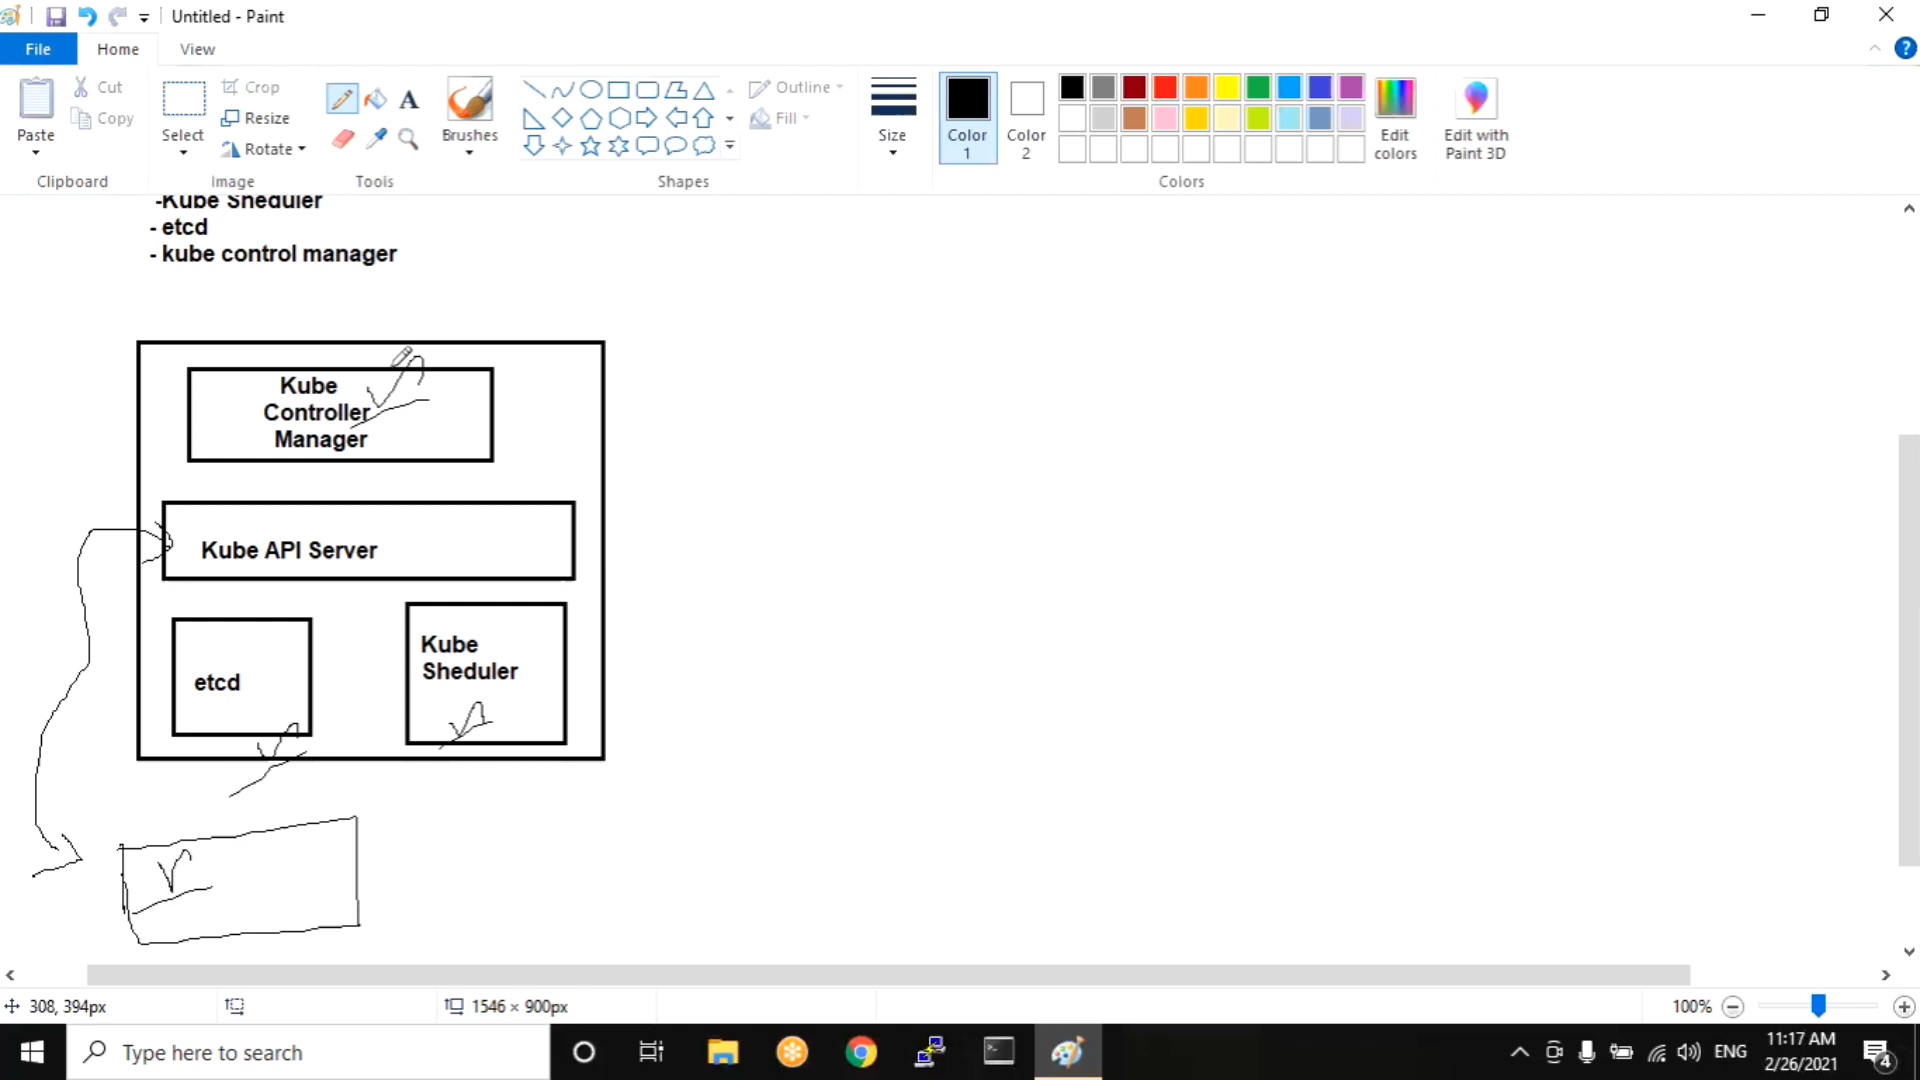 Untitled - Paint
File
Home
View
Paste
Cut
Copy
Clipboard
Select
Crop
Resize
Rotate
Image
A
Tools
Brushes
Shapes
Outline
Fill
Size
Color
1
Color
2
Edit
colors
Edit with
Paint 3D
Colors
-Kube Sheduler
- etcd
- kube control manager
Kube
Controller
Manager
Kube API Server
etcd
Kube
Sheduler
308, 394px
1546 × 900px
100%
Type here to search
ENG
11:17 AM
2/26/2021
4